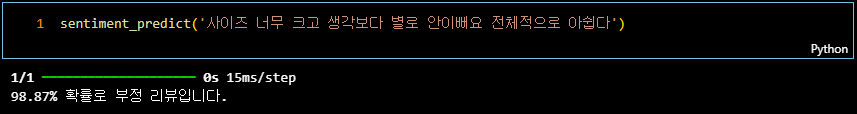 1 sentiment_predict('사이즈 너무 크고 생각보다 별로 안이뻐요 전체적으로 아쉽다')
Python
1/1 ━━━━━━━━━━━━━━━━━━━━ 0s 15ms/step
98.87% 확률로 부정 리뷰입니다.